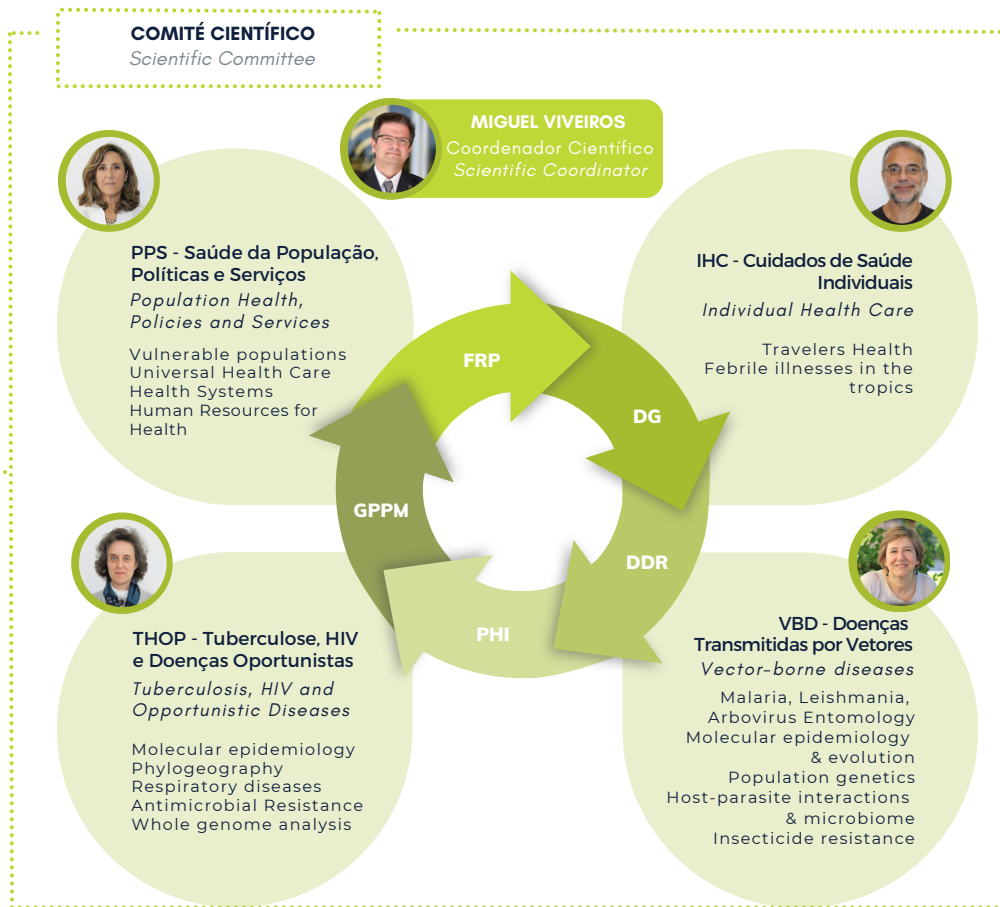 COMITÉ CIENTÍFICO
Scientific Committee
MIGUEL VIVEIROS
Coordenador Científico
Scientific Coordinator
PPS - Saúde da População,
Políticas e Serviços
Population Health,
Policies and Services
Vulnerable populations
Universal Health Care
Health Systems
Human Resources for
Health
IHC - Cuidados de Saúde
Individuais
Individual Health Care
Travelers Health
Febrile illnesses in the
tropics
FRP
DG
DDR
PHI
GPPM
THOP - Tuberculose, HIV
e Doenças Oportunistas
Tuberculosis, HIV and
Opportunistic Diseases
Molecular epidemiology
Phylogeography
Respiratory diseases
Antimicrobial Resistance
Whole genome analysis
VBD - Doenças
Transmitidas por Vetores
Vector-borne diseases
Malaria, Leishmania,
Arbovirus Entomology
Molecular epidemiology
& evolution
Population genetics
Host-parasite interactions
& microbiome
Insecticide resistance